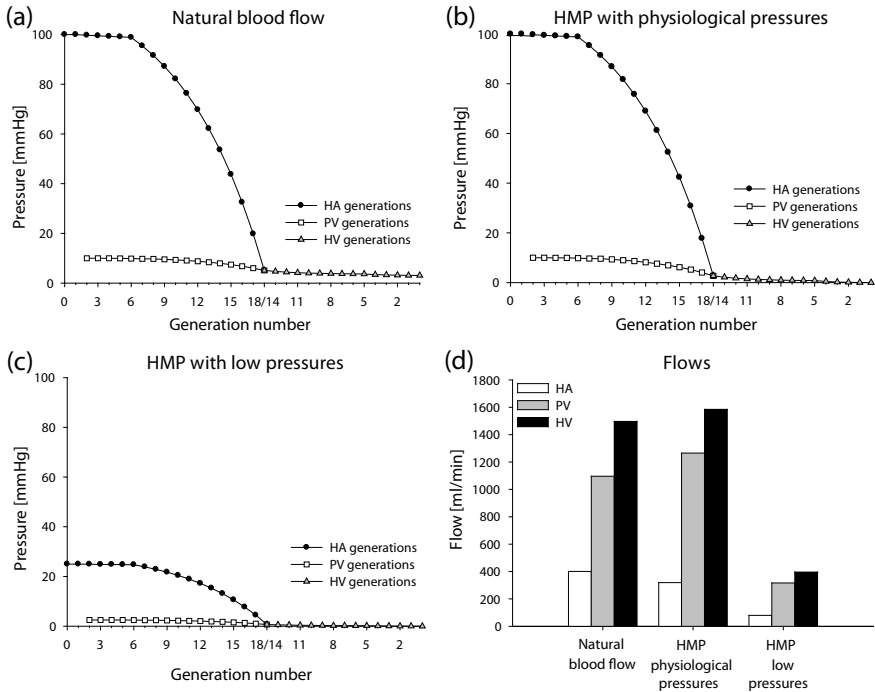 (a)
Natural blood flow
Pressure [mmHg]
100
80
60
40
20
0
HA generations
PV generations
HV generations
0 3 6 9 12 15 18/14 11 8 5 2
Generation number
(b)
HMP with physiological pressures
Pressure [mmHg]
100
80
60
40
20
0
HA generations
PV generations
HV generations
0 3 6 9 12 15 18/14 11 8 5 2
Generation number
(c)
HMP with low pressures
Pressure [mmHg]
100
80
60
40
20
0
HA generations
PV generations
HV generations
0 3 6 9 12 15 18/14 11 8 5 2
Generation number
(d)
Flows
Flow [ml/min]
1800
1600
1400
1200
1000
800
600
400
200
0
HA
PV
HV
Natural
blood flow
HMP
physiological
pressures
HMP
low
pressures